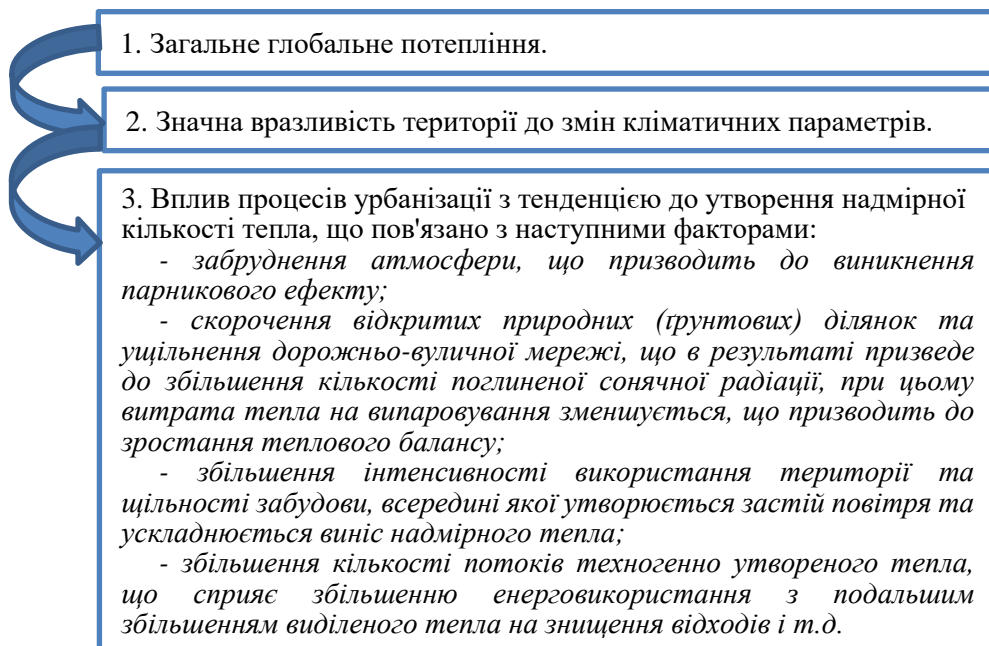 1. Загальне глобальне потепління.
2. Значна вразливість території до змін кліматичних параметрів.
3. Вплив процесів урбанізації з тенденцією до утворення надмірної
кількості тепла, що пов'язано з наступними факторами:
- забруднення атмосфери, що призводить до виникнення
парникового ефекту;
- скорочення відкритих природних (ґрунтових) ділянок та
ущільнення дорожньо-вуличної мережі, що в результаті призведе
до збільшення кількості поглиненої сонячної радіації, при цьому
витрата тепла на випаровування зменшується, що призводить до
зростання теплового балансу;
- збільшення інтенсивності використання території та
щільності забудови, всередині якої утворюється застій повітря та
ускладнюється виніс надмірного тепла;
- збільшення кількості потоків техногенно утвореного тепла,
що сприяє збільшенню енерговикористання з подальшим
збільшенням виділеного тепла на знищення відходів і т.д.